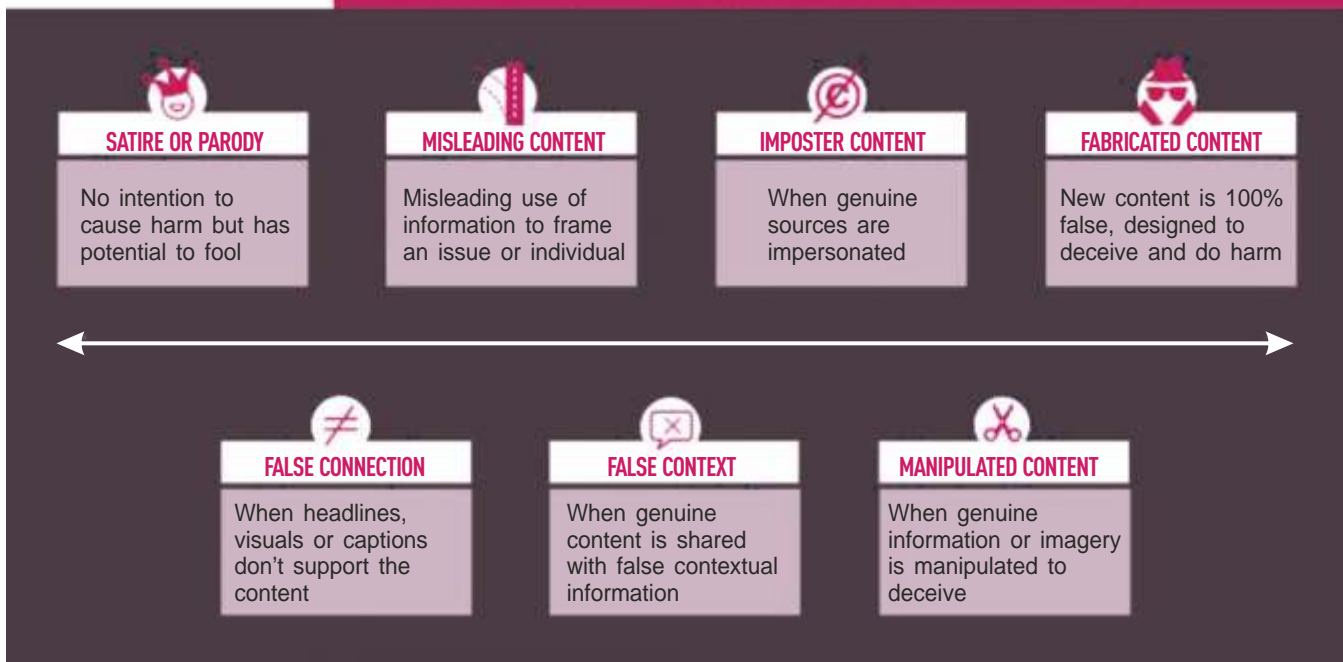 SATIRE OR PARODY
No intention to
cause harm but has
potential to fool
MISLEADING CONTENT
Misleading use of
information to frame
an issue or individual
IMPOSTER CONTENT
When genuine
sources are
impersonated
FABRICATED CONTENT
New content is 100%
false, designed to
deceive and do harm
FALSE CONNECTION
When headlines,
visuals or captions
don't support the
content
FALSE CONTEXT
When genuine
content is shared
with false contextual
information
MANIPULATED CONTENT
When genuine
information or imagery
is manipulated to
deceive